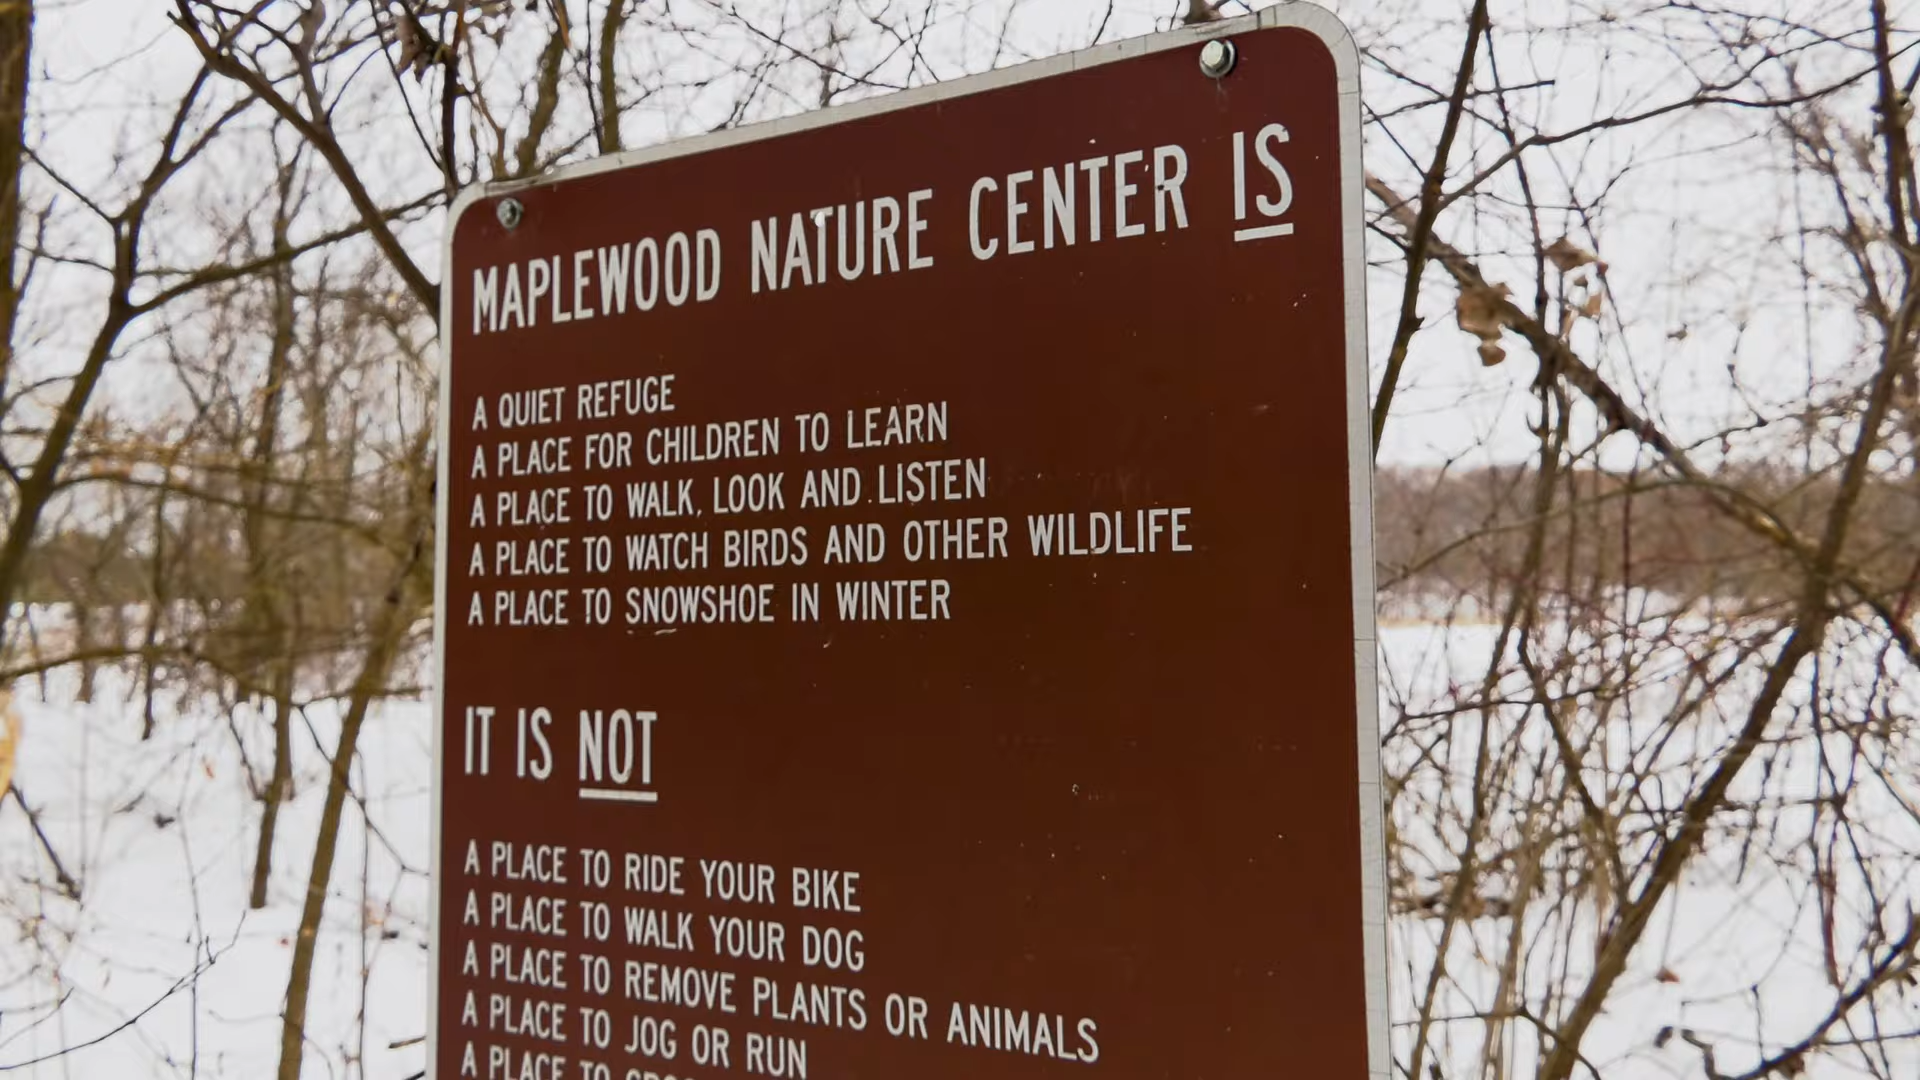 MAPLEWOOD NATURE CENTER IS
A QUIET REFUGE
A PLACE FOR CHILDREN TO LEARN
A PLACE TO WALK, LOOK AND LISTEN
A PLACE TO WATCH BIRDS AND OTHER WILDLIFE
A PLACE TO SNOWSHOE IN WINTER
IT IS NOT
A PLACE TO RIDE YOUR BIKE
A PLACE TO WALK YOUR DOG
A PLACE TO REMOVE PLANTS OR ANIMALS
A PLACE TO JOG OR RUN
A PLACE TO